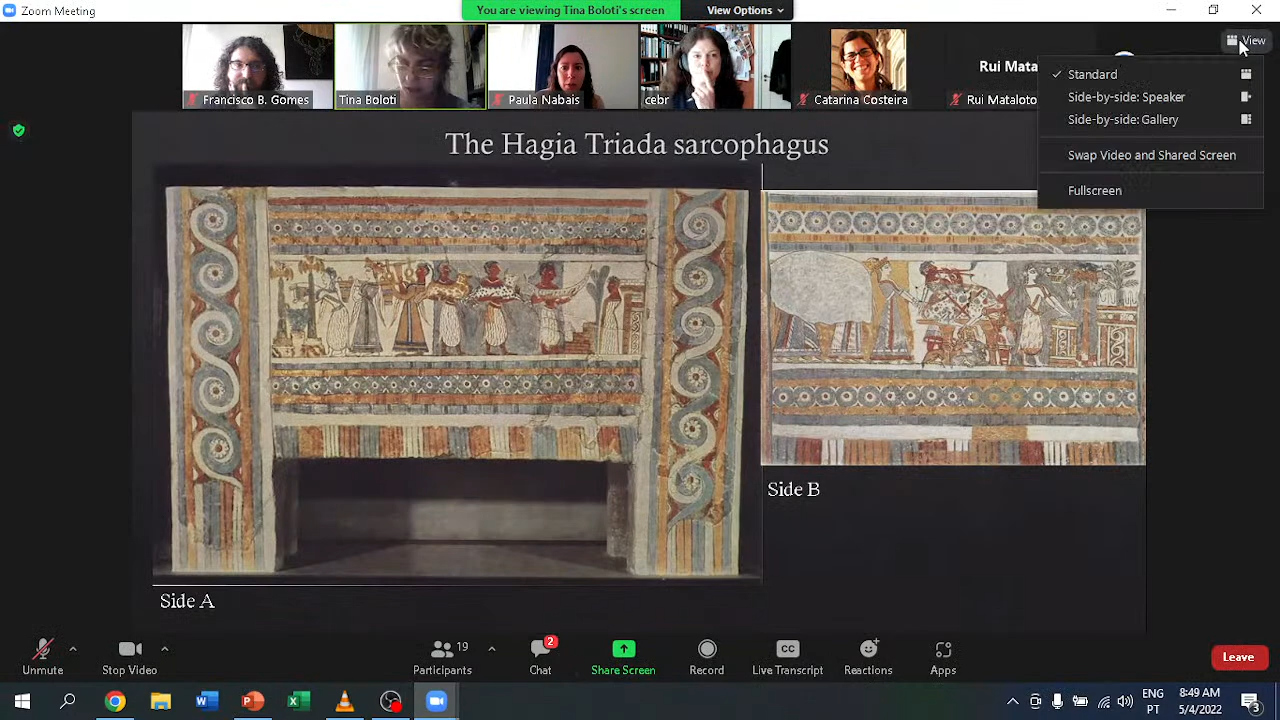 Zoom Meeting
You are viewing Tina Boloti's screen
View Options
View
Francisco B. Gomes
Tina Boloti
Paula Nabais
cebr
Catarina Costeira
Rui Mata
Rui Mataloto
Standard
Side-by-side: Speaker
Side-by-side: Gallery
Swap Video and Shared Screen
Fullscreen
The Hagia Triada sarcophagus
Side B
Side A
Unmute
Stop Video
19
Participants
2
Chat
Share Screen
Record
CC
Live Transcript
Reactions
Apps
Leave
ENG
PT
8:49 AM
5/4/2022
3